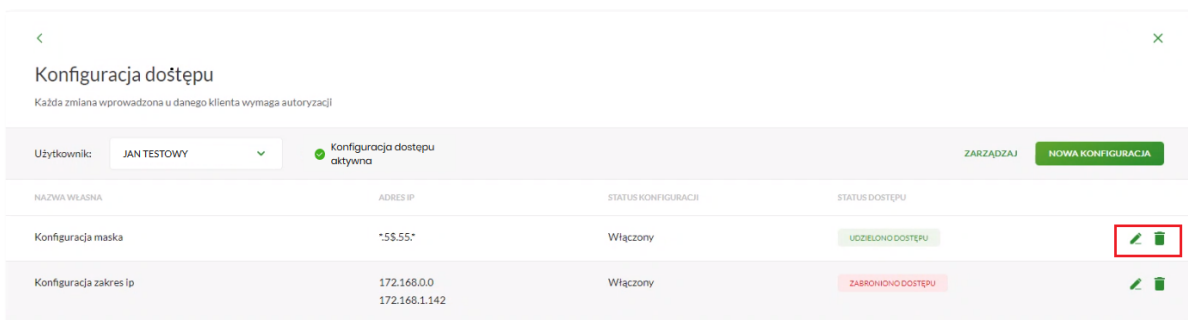 Konfiguracja dostępu
Każda zmiana wprowadzona u danego klienta wymaga autoryzacji
Użytkownik: JAN TESTOWY Konfiguracja dostępu aktywna ZARZĄDZAJ NOWA KONFIGURACJA
NAZWA WŁASNA ADRES IP STATUS KONFIGURACJI STATUS DOSTĘPU
Konfiguracja maska *.5$.55.* Włączony UDZIELONO DOSTĘPU
Konfiguracja zakres ip 172.168.0.0 Włączony ZABRONIONO DOSTĘPU
172.168.1.142